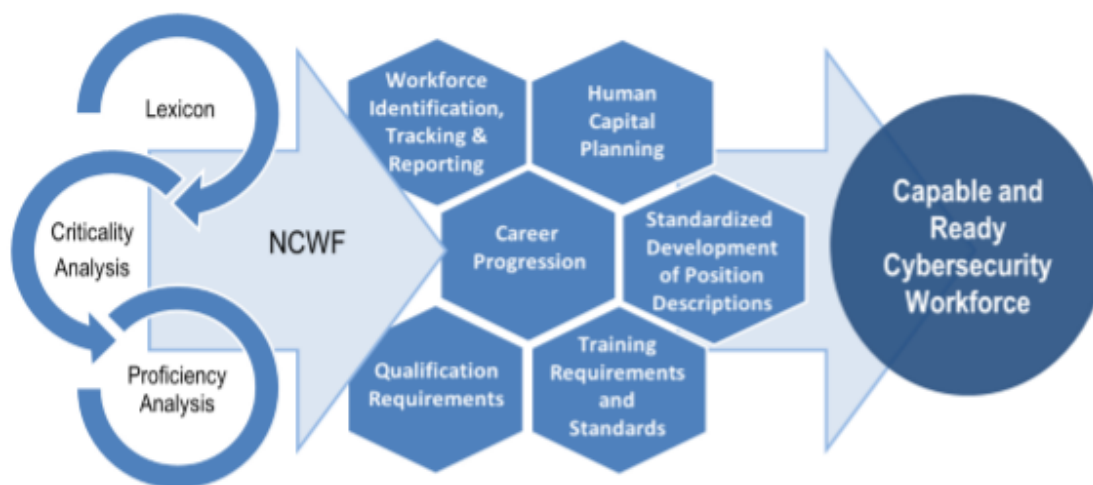 Lexicon
Criticality
Analysis
Proficiency
Analysis
NCWF
Workforce
Identification,
Tracking &
Reporting
Human
Capital
Planning
Career
Progression
Standardized
Development
of Position
Descriptions
Qualification
Requirements
Training
Requirements
and
Standards
Capable and
Ready
Cybersecurity
Workforce